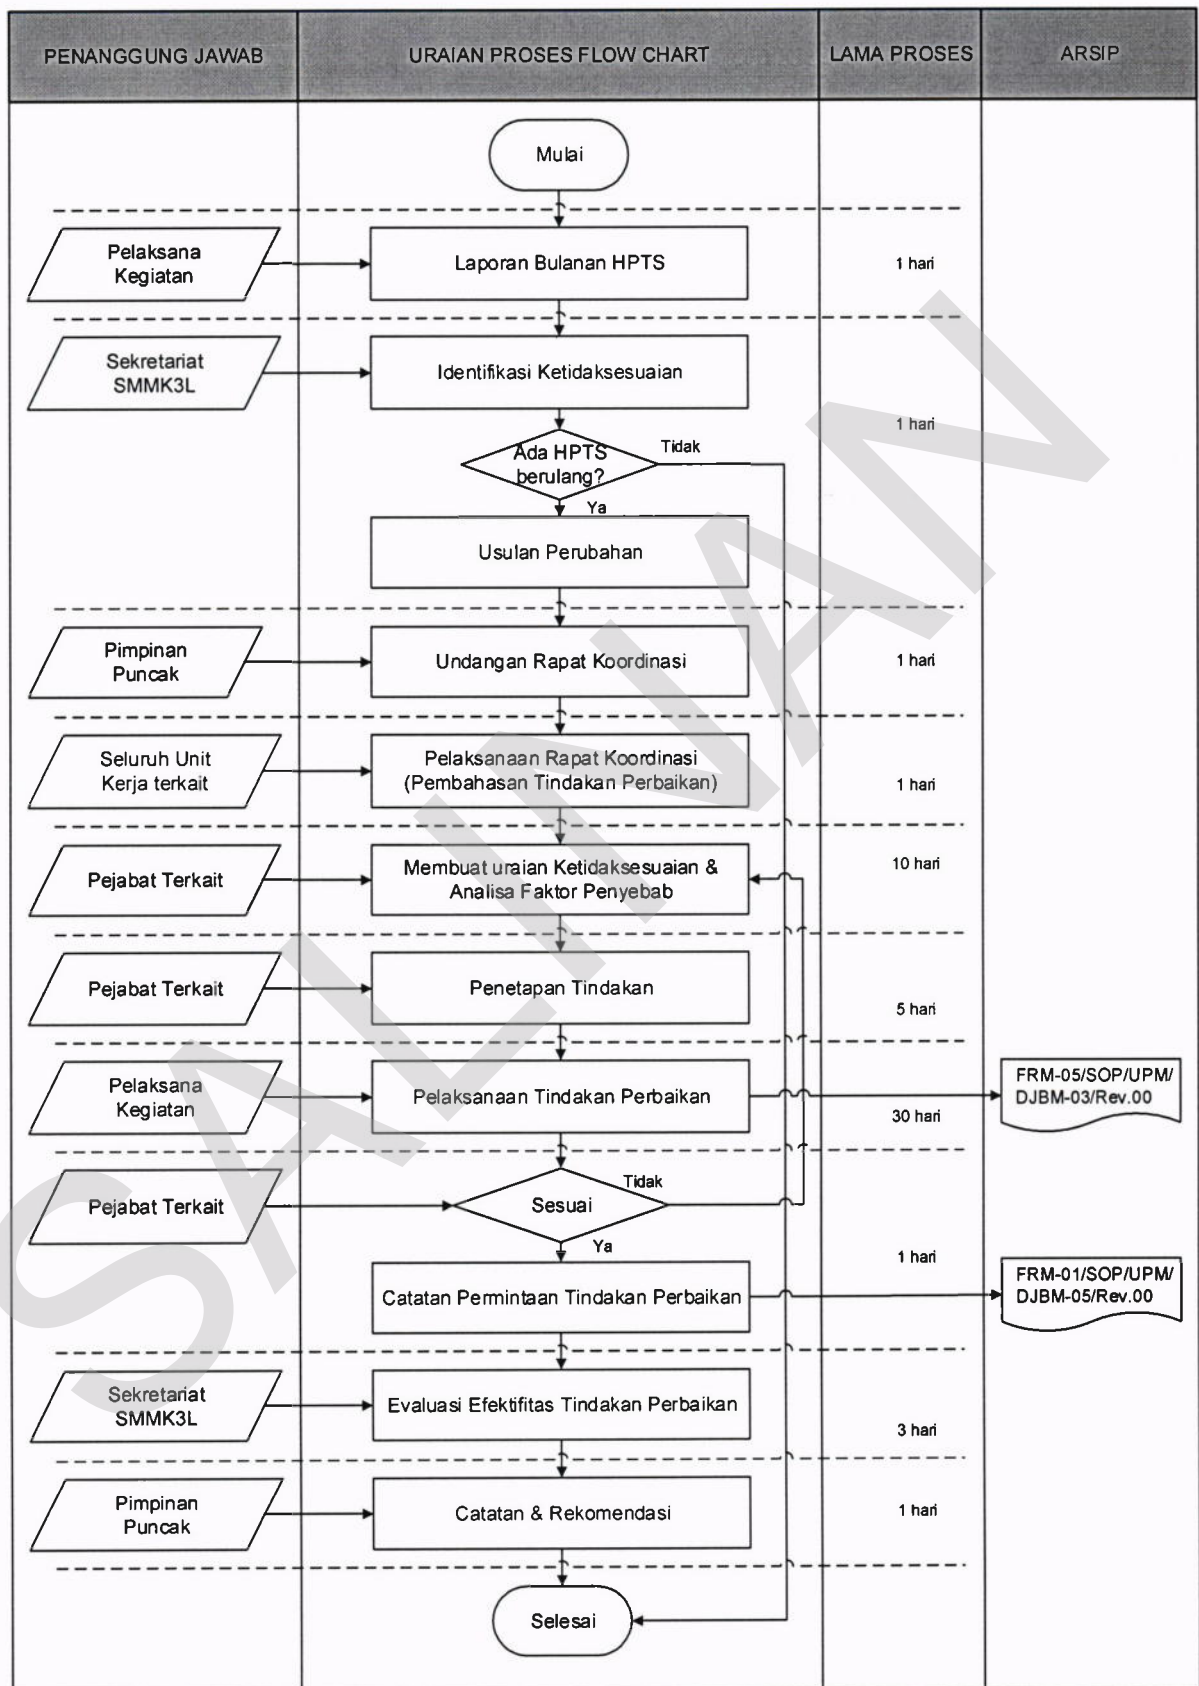 PENANGGUNG JAWAB
URAIAN PROSES FLOW CHART
LAMA PROSES
ARSIP
Mulai
Pelaksana
Kegiatan
Laporan Bulanan HPTS
1 hari
Sekretariat
SMMK3L
Identifikasi Ketidaksesuaian
1 hari
Ada HPTS
berulang?
Tidak
Ya
Usulan Perubahan
Pimpinan
Puncak
Undangan Rapat Koordinasi
1 hari
Seluruh Unit
Kerja terkait
Pelaksanaan Rapat Koordinasi
(Pembahasan Tindakan Perbaikan)
1 hari
Pejabat Terkait
Membuat uraian Ketidaksesuaian &
Analisa Faktor Penyebab
10 hari
Pejabat Terkait
Penetapan Tindakan
5 hari
Pelaksana
Kegiatan
Pelaksanaan Tindakan Perbaikan
30 hari
FRM-05/SOP/UPM/
DJBM-03/Rev.00
Pejabat Terkait
Sesuai
Tidak
Ya
1 hari
Catatan Permintaan Tindakan Perbaikan
FRM-01/SOP/UPM/
DJBM-05/Rev.00
Sekretariat
SMMK3L
Evaluasi Efektifitas Tindakan Perbaikan
3 hari
Pimpinan
Puncak
Catatan & Rekomendasi
1 hari
Selesai
SALINAN